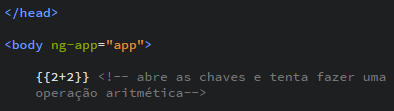 </head>
<body ng-app="app">
{{2+2}} <!-- abre as chaves e tenta fazer uma
operação aritmética-->